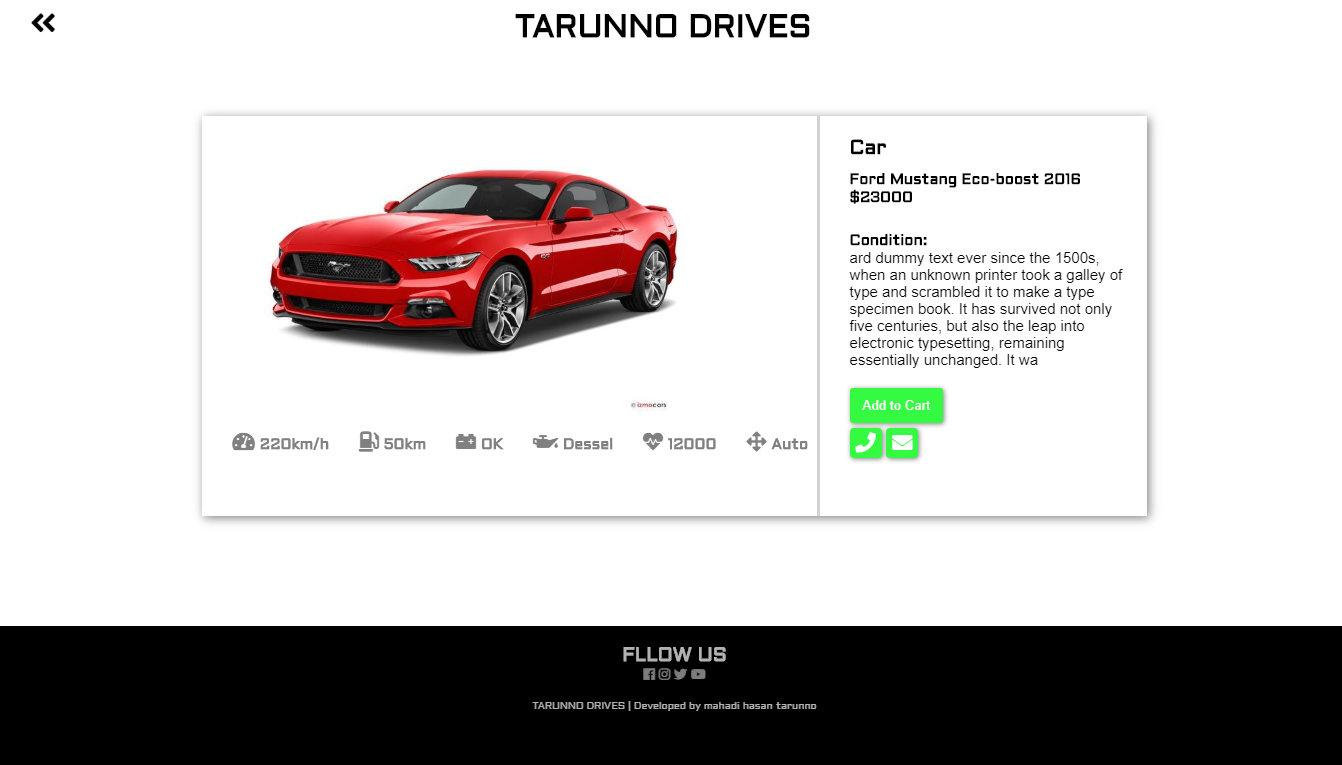 TARUNNO DRIVES
Car
Ford Mustang Eco-boost 2016
$23000
Condition:
ard dummy text ever since the 1500s,
when an unknown printer took a galley of
type and scrambled it to make a type
specimen book. It has survived not only
five centuries, but also the leap into
electronic typesetting, remaining
essentially unchanged. It wa
Add to Cart
© izmocars
220km/h 50km OK Dessel 12000 Auto
FLLOW US
TARUNNO DRIVES | Developed by mahadi hasan tarunno